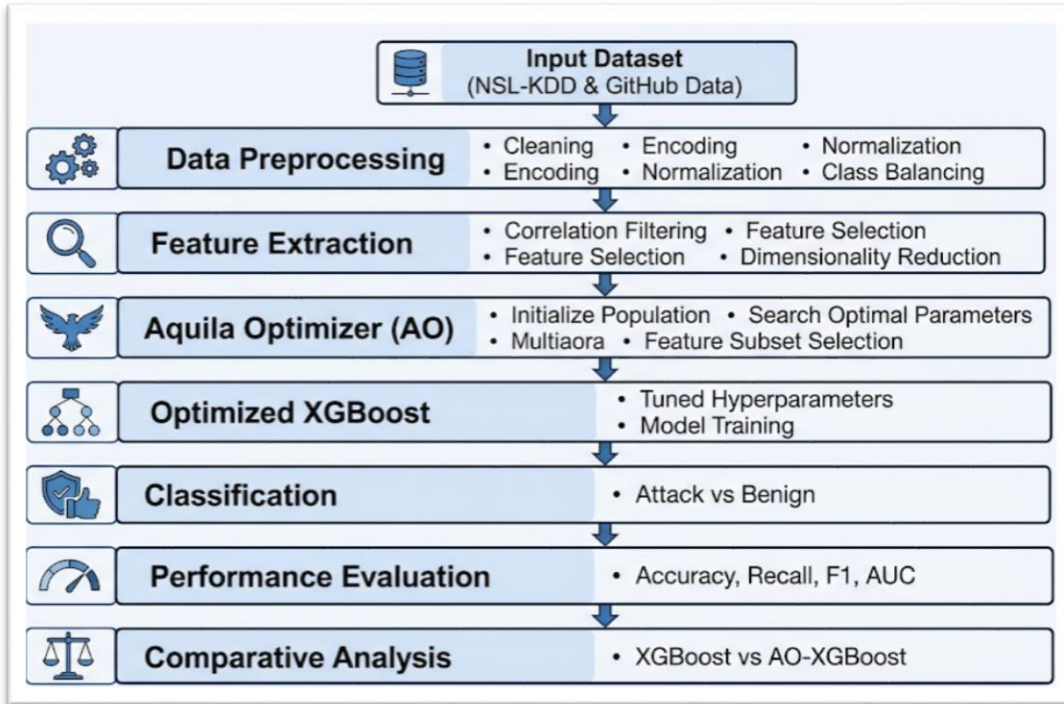 Input Dataset
(NSL-KDD & GitHub Data)
Data Preprocessing
• Cleaning • Encoding • Normalization
• Encoding • Normalization • Class Balancing
Feature Extraction
• Correlation Filtering • Feature Selection
• Feature Selection • Dimensionality Reduction
Aquila Optimizer (AO)
• Initialize Population • Search Optimal Parameters
• Multiaora • Feature Subset Selection
Optimized XGBoost
• Tuned Hyperparameters
• Model Training
Classification
• Attack vs Benign
Performance Evaluation
• Accuracy, Recall, F1, AUC
Comparative Analysis
• XGBoost vs AO-XGBoost